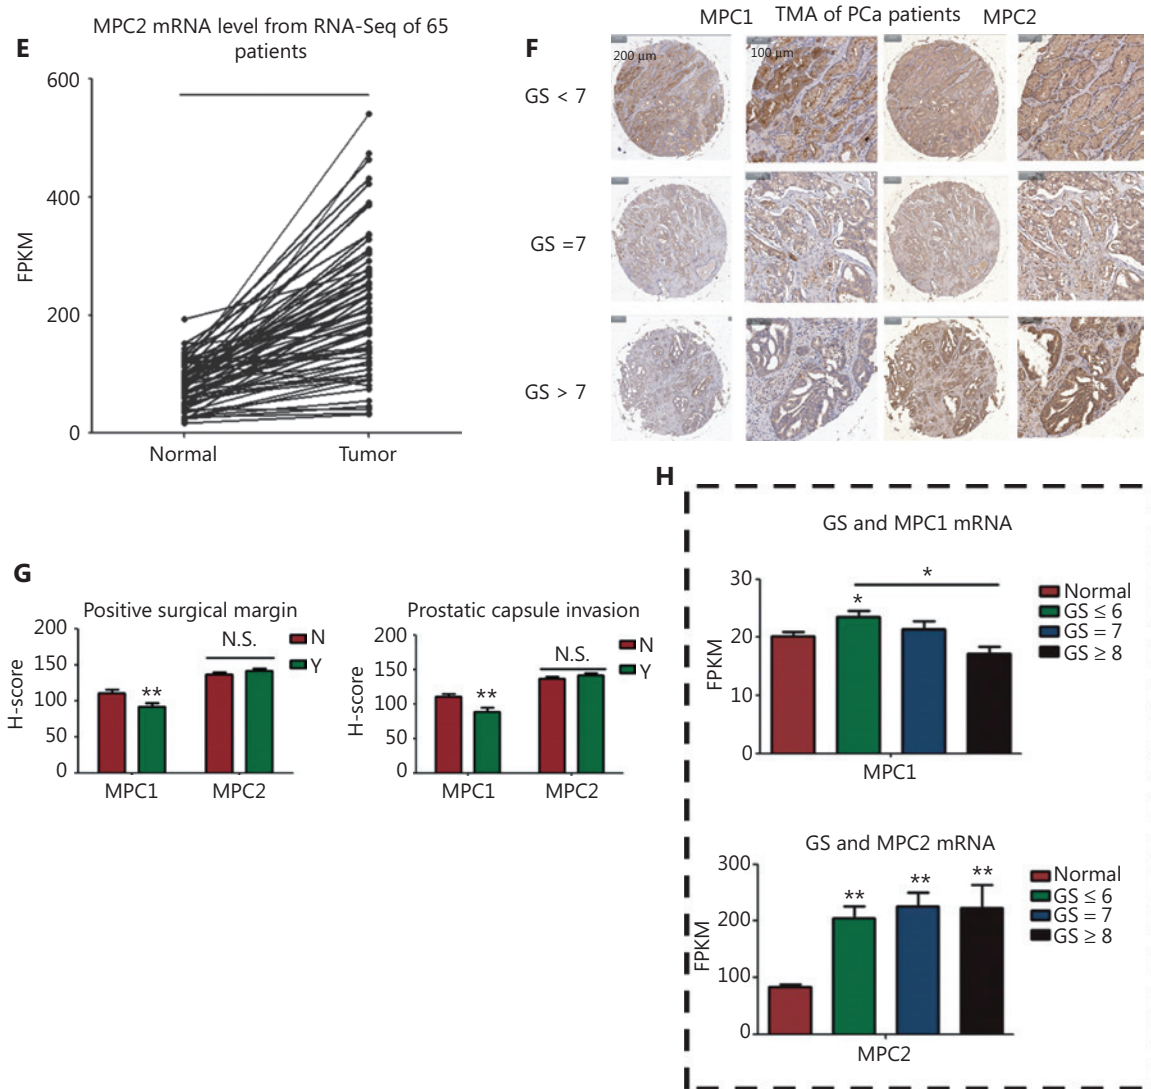 E
MPC2 mRNA level from RNA-Seq of 65
patients
600
400
200
0
FPKM
Normal
Tumor
F
MPC1
TMA of PCa patients
MPC2
200 μm
100 μm
GS < 7
GS =7
GS > 7
G
Positive surgical margin
200
150
100
50
0
H-score
N.S.
**
N
Y
MPC1
MPC2
Prostatic capsule invasion
200
150
100
50
0
H-score
N.S.
**
N
Y
MPC1
MPC2
H
GS and MPC1 mRNA
30
20
10
0
FPKM
*
*
Normal
GS ≤ 6
GS = 7
GS ≥ 8
MPC1
GS and MPC2 mRNA
300
200
100
0
FPKM
**
**
**
Normal
GS ≤ 6
GS = 7
GS ≥ 8
MPC2